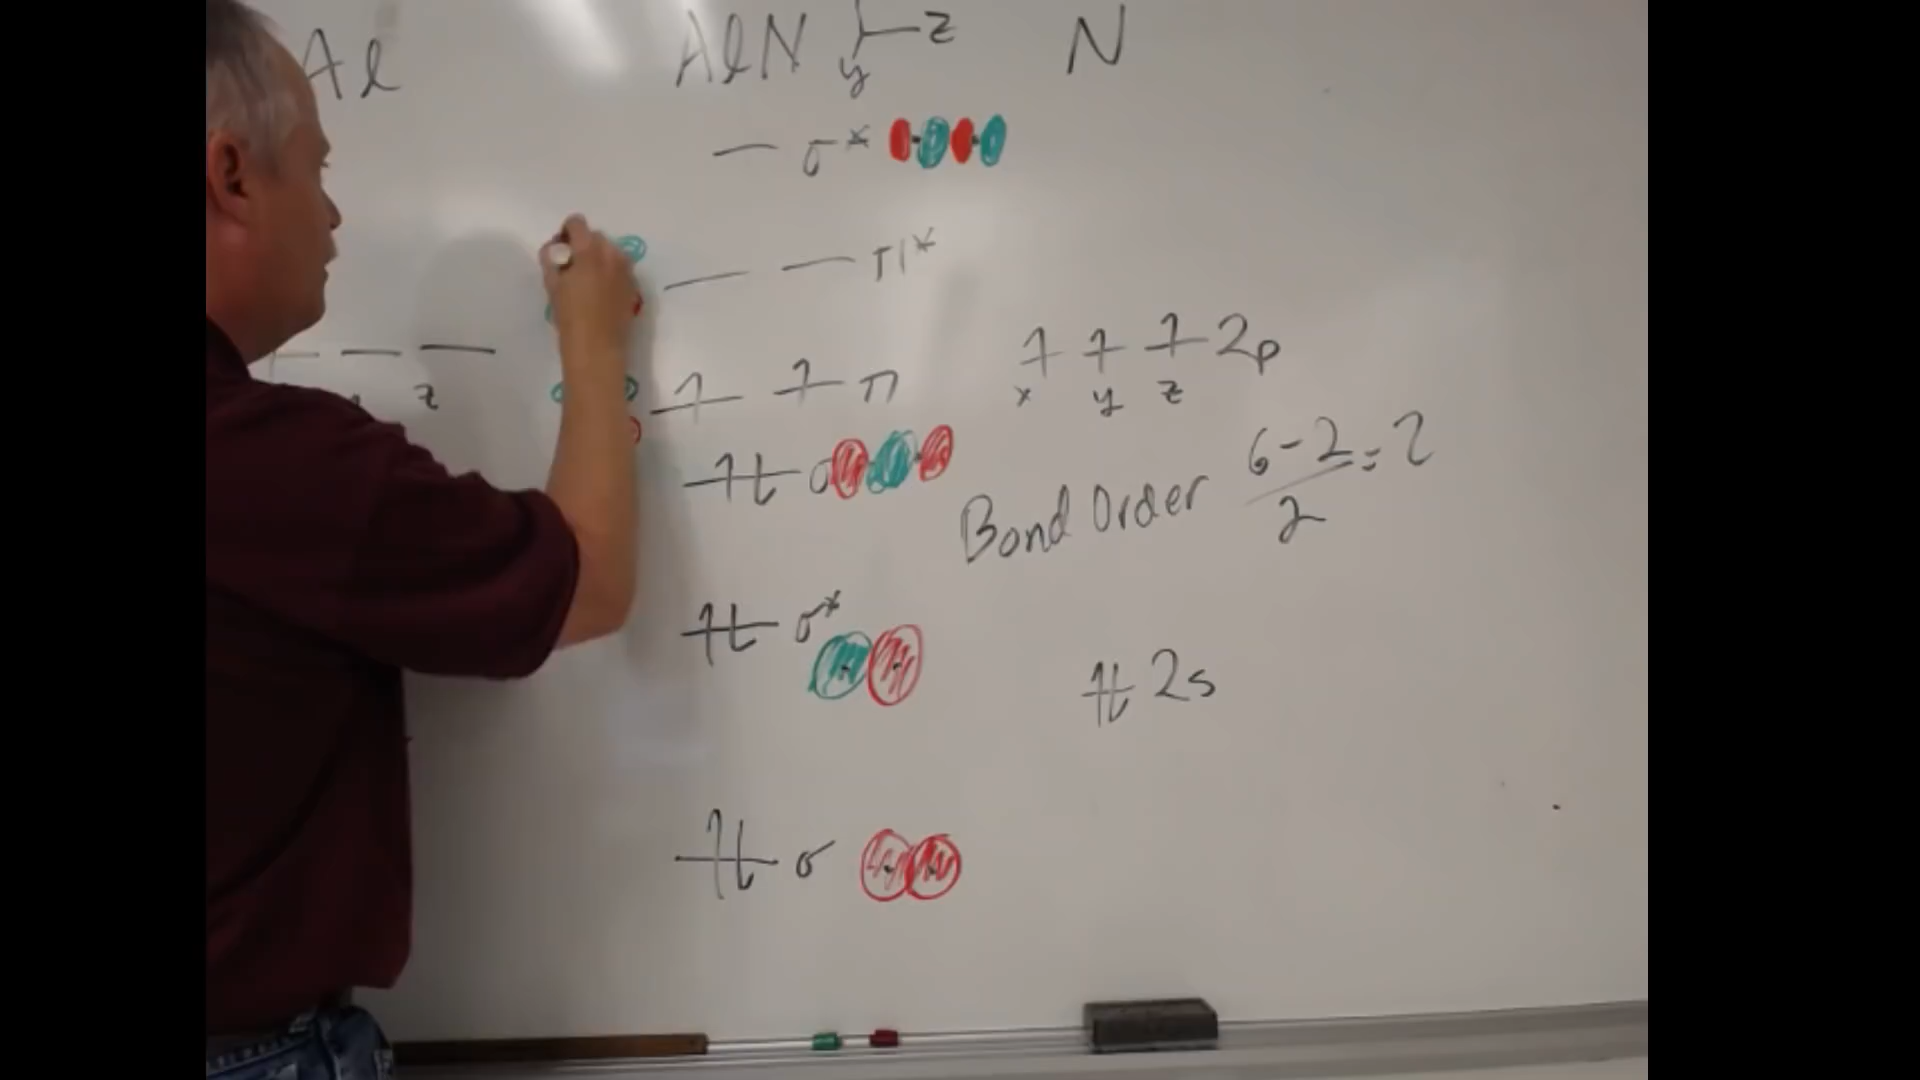 Al AlN y z N
σ*
π*
x y z 2p
z
π
σ
Bond Order 6-2/2 = 2
σ*
2s
σ